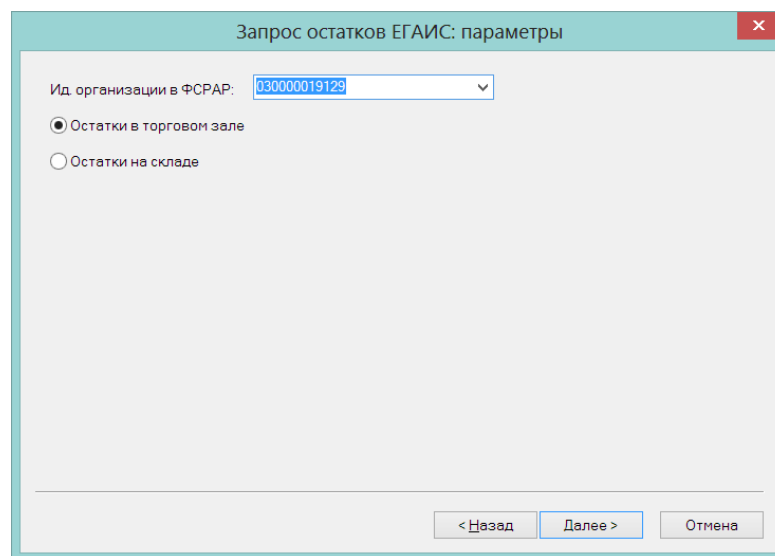 Запрос остатков ЕГАИС: параметры
Ид. организации в ФСРАР: 030000019129
Остатки в торговом зале
Остатки на складе
< Назад Далее > Отмена